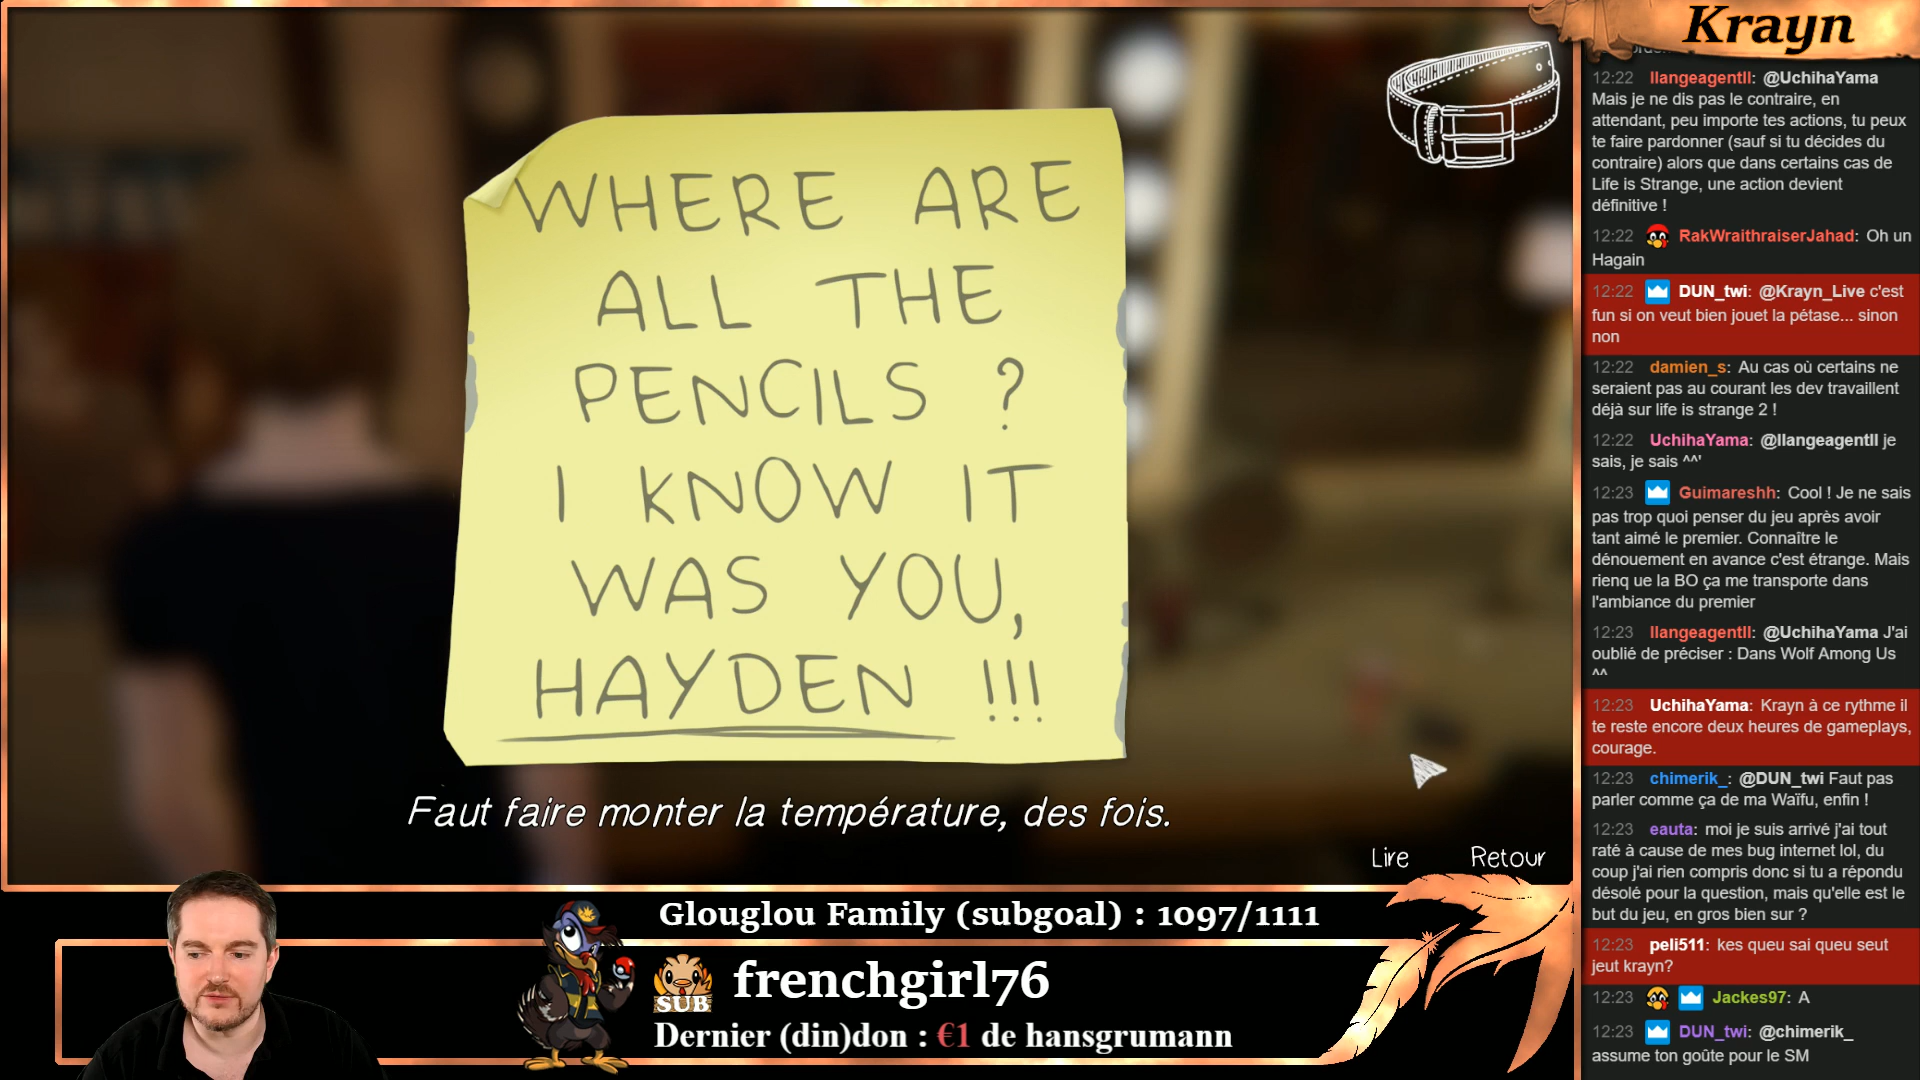 WHERE ARE
ALL THE
PENCILS ?
I KNOW IT
WAS YOU,
HAYDEN !!!
Faut faire monter la température, des fois.
Lire Retour
Glouglou Family (subgoal) : 1097/1111
SUB
frenchgirl76
Dernier (din)don : €1 de hansgrumann
Krayn
12:22 llangeagentll: @UchihaYama
Mais je ne dis pas le contraire, en
attendant, peu importe tes actions, tu peux
te faire pardonner (sauf si tu décides du
contraire) alors que dans certains cas de
Life is Strange, une action devient
définitive !
12:22 RakWraithraiserJahad: Oh un
Hagain
12:22 DUN_twi: @Krayn_Live c'est
fun si on veut bien jouet la pétase... sinon
non
12:22 damien_s: Au cas où certains ne
seraient pas au courant les dev travaillent
déjà sur life is strange 2 !
12:22 UchihaYama: @llangeagentll je
sais, je sais ^^'
12:23 Guimareshh: Cool ! Je ne sais
pas trop quoi penser du jeu après avoir
tant aimé le premier. Connaître le
dénouement en avance c'est étrange. Mais
rienq ue la BO ça me transporte dans
l'ambiance du premier
12:23 llangeagentll: @UchihaYama J'ai
oublié de préciser : Dans Wolf Among Us
^^
12:23 UchihaYama: Krayn à ce rythme il
te reste encore deux heures de gameplays,
courage.
12:23 chimerik_: @DUN_twi Faut pas
parler comme ça de ma Waïfu, enfin !
12:23 eauta: moi je suis arrivé j'ai tout
raté à cause de mes bug internet lol, du
coup j'ai rien compris donc si tu a répondu
désolé pour la question, mais qu'elle est le
but du jeu, en gros bien sur ?
12:23 peli511: kes queu sai queu seut
jeut krayn?
12:23 Jackes97: A
12:23 DUN_twi: @chimerik_
assume ton goûte pour le SM